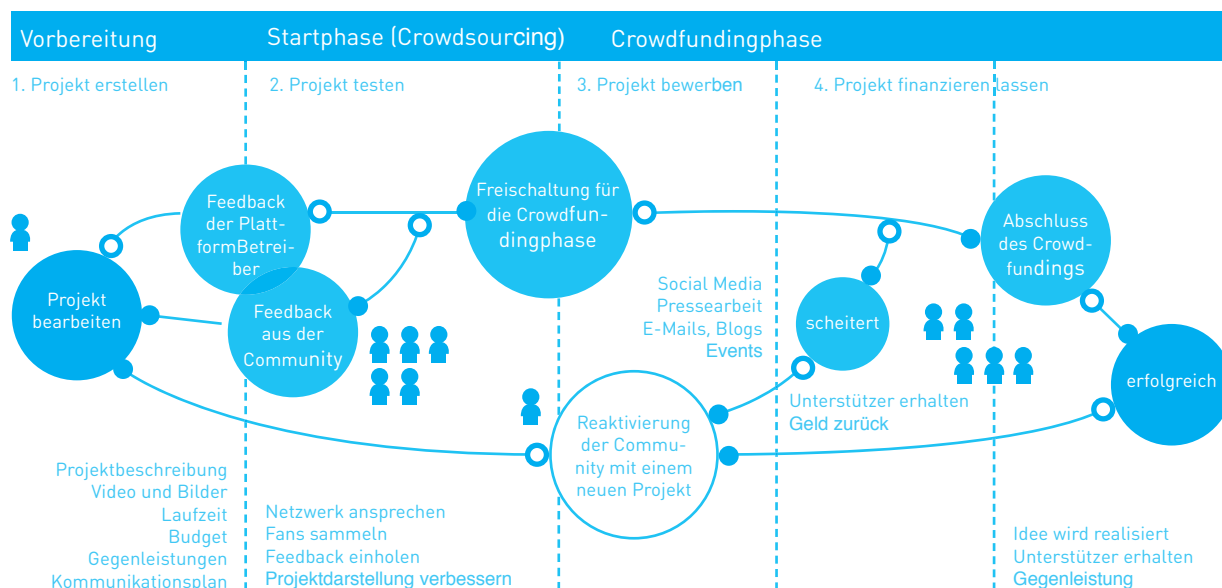 Vorbereitung
Startphase (Crowdsourcing)
Crowdfundingphase
1. Projekt erstellen
2. Projekt testen
3. Projekt bewerben
4. Projekt finanzieren lassen
Projekt
bearbeiten
Feedback
der Platt-
formBetrei-
ber
Feedback
aus der
Community
Freischaltung für
die Crowdfun-
dingphase
Social Media
Pressearbeit
E-Mails, Blogs
Events
scheitert
Abschluss
des Crowd-
fundings
erfolgreich
Unterstützer erhalten
Geld zurück
Reaktivierung
der Commu-
nity mit einem
neuen Projekt
Projektbeschreibung
Video und Bilder
Laufzeit
Budget
Gegenleistungen
Kommunikationsplan
Netzwerk ansprechen
Fans sammeln
Feedback einholen
Projektdarstellung verbessern
Idee wird realisiert
Unterstützer erhalten
Gegenleistung